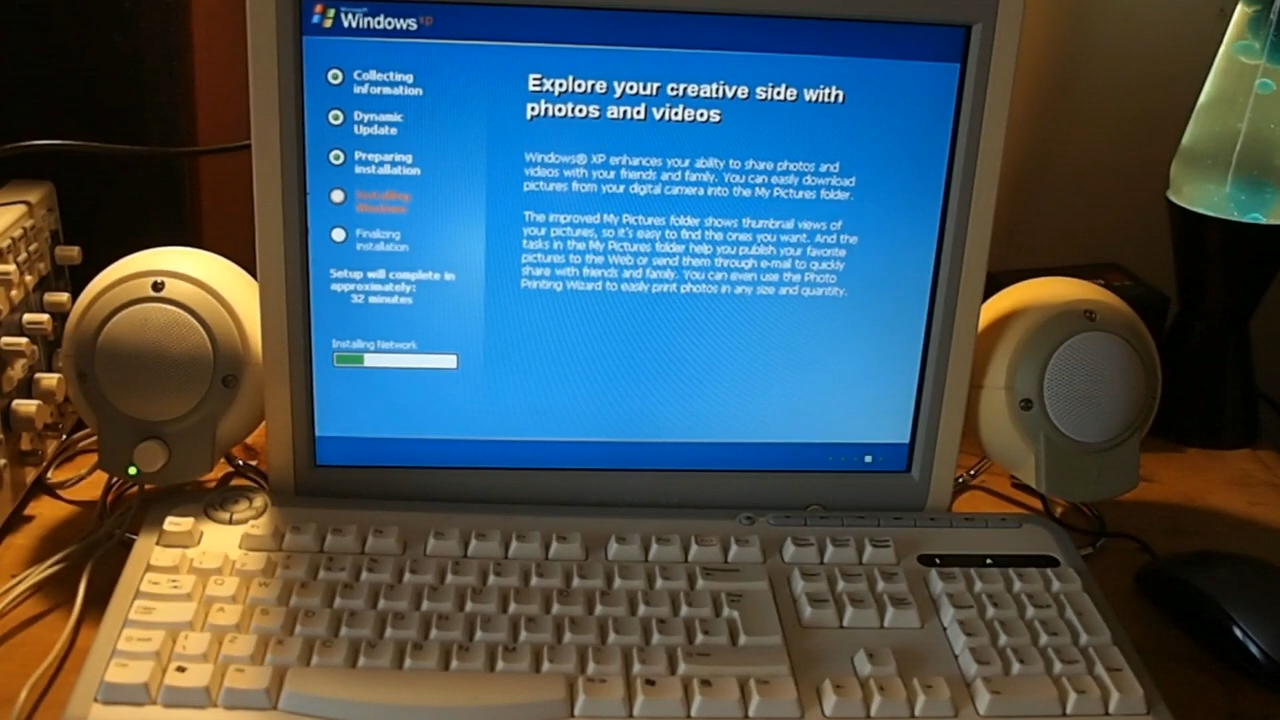 Microsoft
Windows xp
Collecting
information
Dynamic
Update
Preparing
installation
Installing
Windows
Finalizing
installation
Setup will complete in
approximately:
32 minutes
Installing Network
Explore your creative side with
photos and videos
Windows® XP enhances your ability to share photos and
videos with your friends and family. You can easily download
pictures from your digital camera into the My Pictures folder.
The improved My Pictures folder shows thumbnail views of
your pictures, so it's easy to find the ones you want. And the
tasks in the My Pictures folder help you publish your favorite
pictures to the Web or send them through e-mail to quickly
share with friends and family. You can even use the Photo
Printing Wizard to easily print photos in any size and quantity.
Esc
Q
W
A
Z